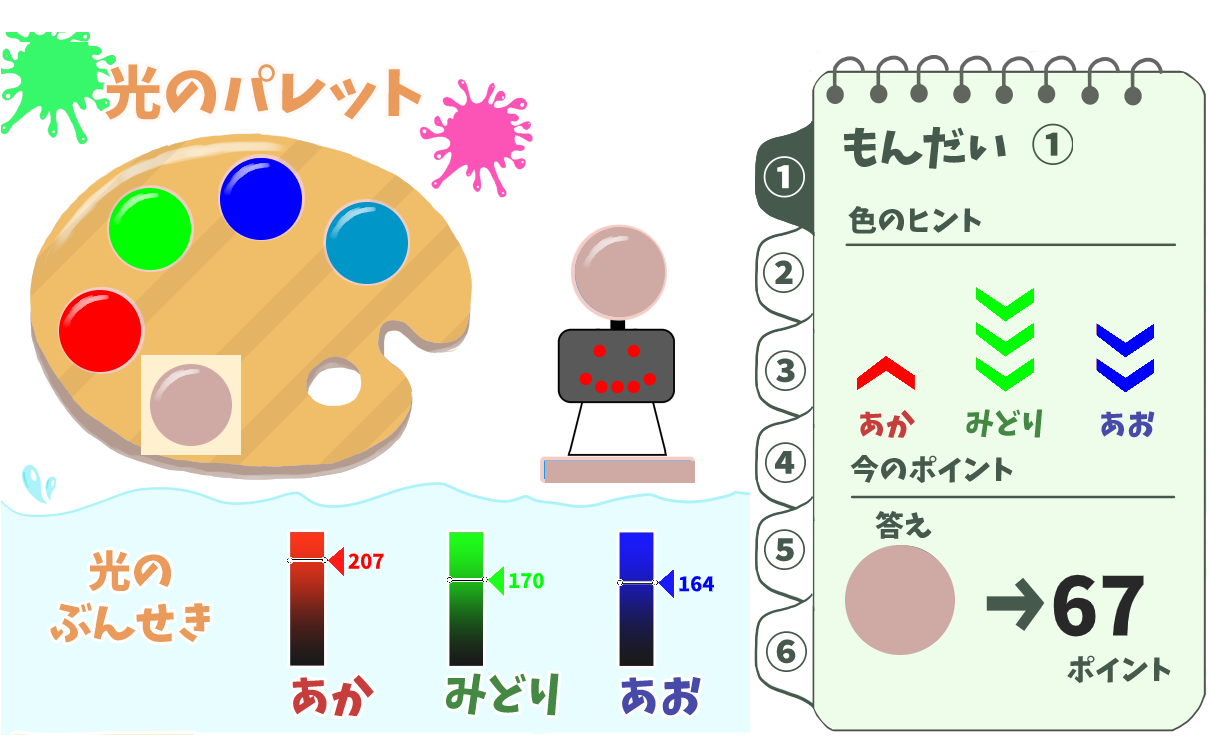 光のパレット
光の
ぶんせき
207
あか
170
みどり
164
あお
①
②
③
④
⑤
⑥
もんだい ①
色のヒント
あか
みどり
あお
今のポイント
答え
67
ポイント